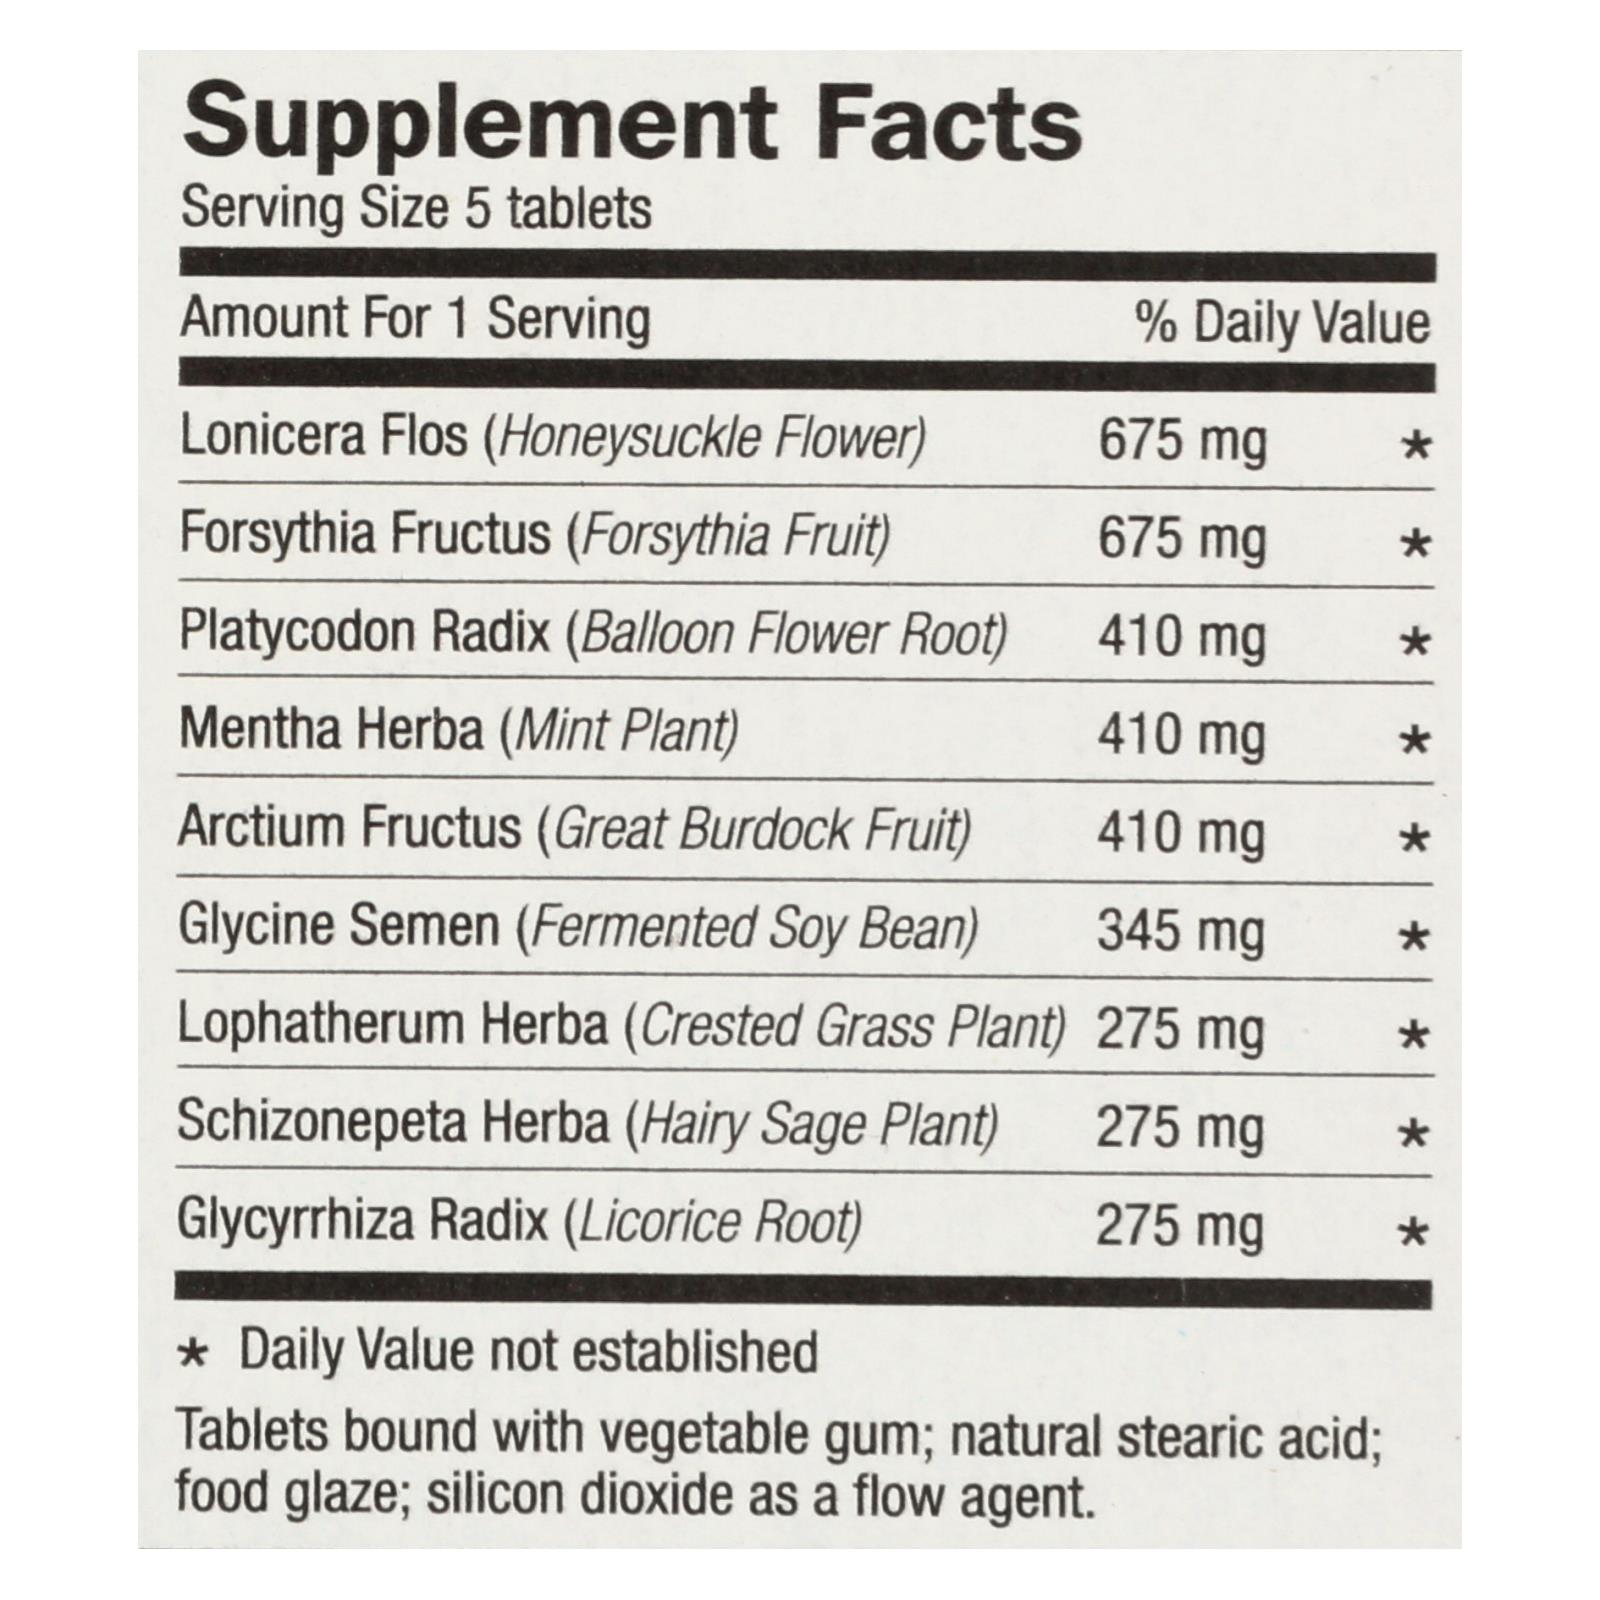 Supplement Facts
Serving Size 5 tablets
Amount For 1 Serving % Daily Value
Lonicera Flos (Honeysuckle Flower) 675 mg *
Forsythia Fructus (Forsythia Fruit) 675 mg *
Platycodon Radix (Balloon Flower Root) 410 mg *
Mentha Herba (Mint Plant) 410 mg *
Arctium Fructus (Great Burdock Fruit) 410 mg *
Glycine Semen (Fermented Soy Bean) 345 mg *
Lophatherum Herba (Crested Grass Plant) 275 mg *
Schizonepeta Herba (Hairy Sage Plant) 275 mg *
Glycyrrhiza Radix (Licorice Root) 275 mg *
* Daily Value not established
Tablets bound with vegetable gum; natural stearic acid;
food glaze; silicon dioxide as a flow agent.